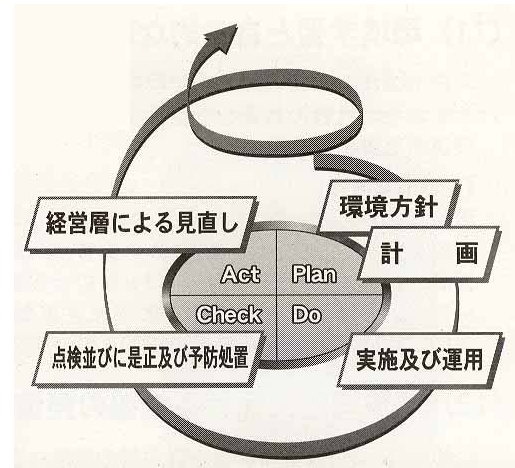 環境方針
経営層による見直し
計　画
Act
Plan
Check
Do
点検並びに是正及び予防処置
実施及び運用